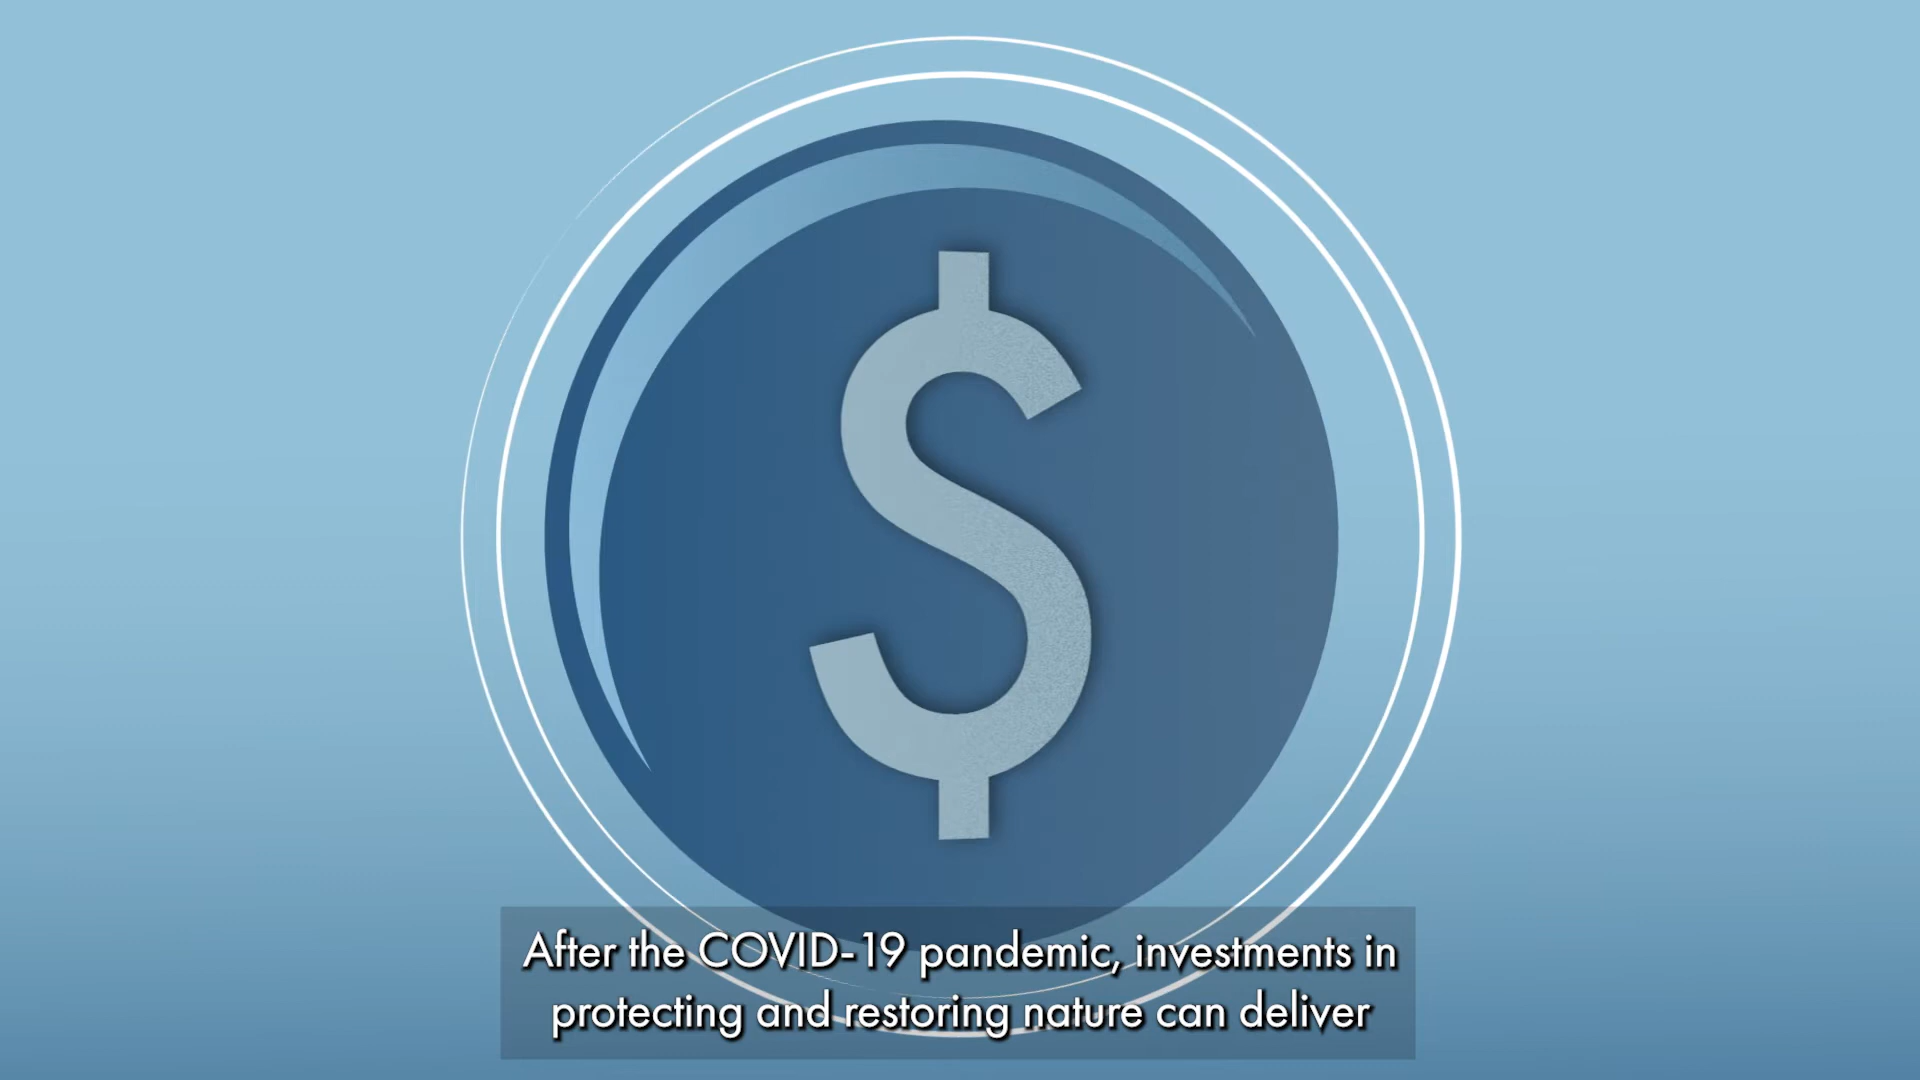 $
After the COVID-19 pandemic, investments in
protecting and restoring nature can deliver